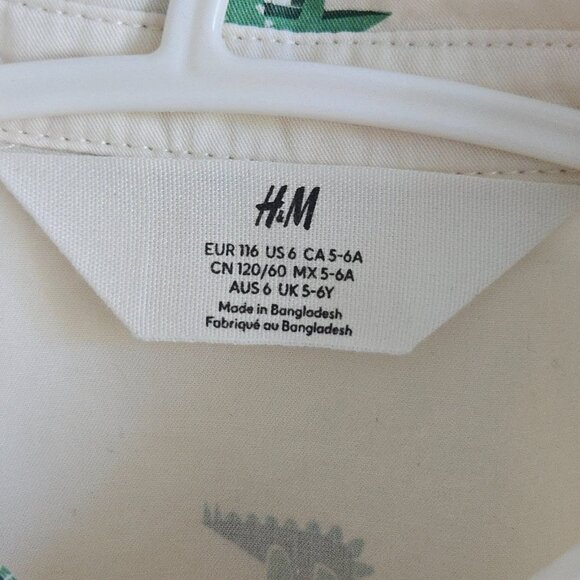 H&M
EUR 116 US 6 CA 5-6A
CN 120/60 MX 5-6A
AUS 6 UK 5-6Y
Made in Bangladesh
Fabriqué au Bangladesh